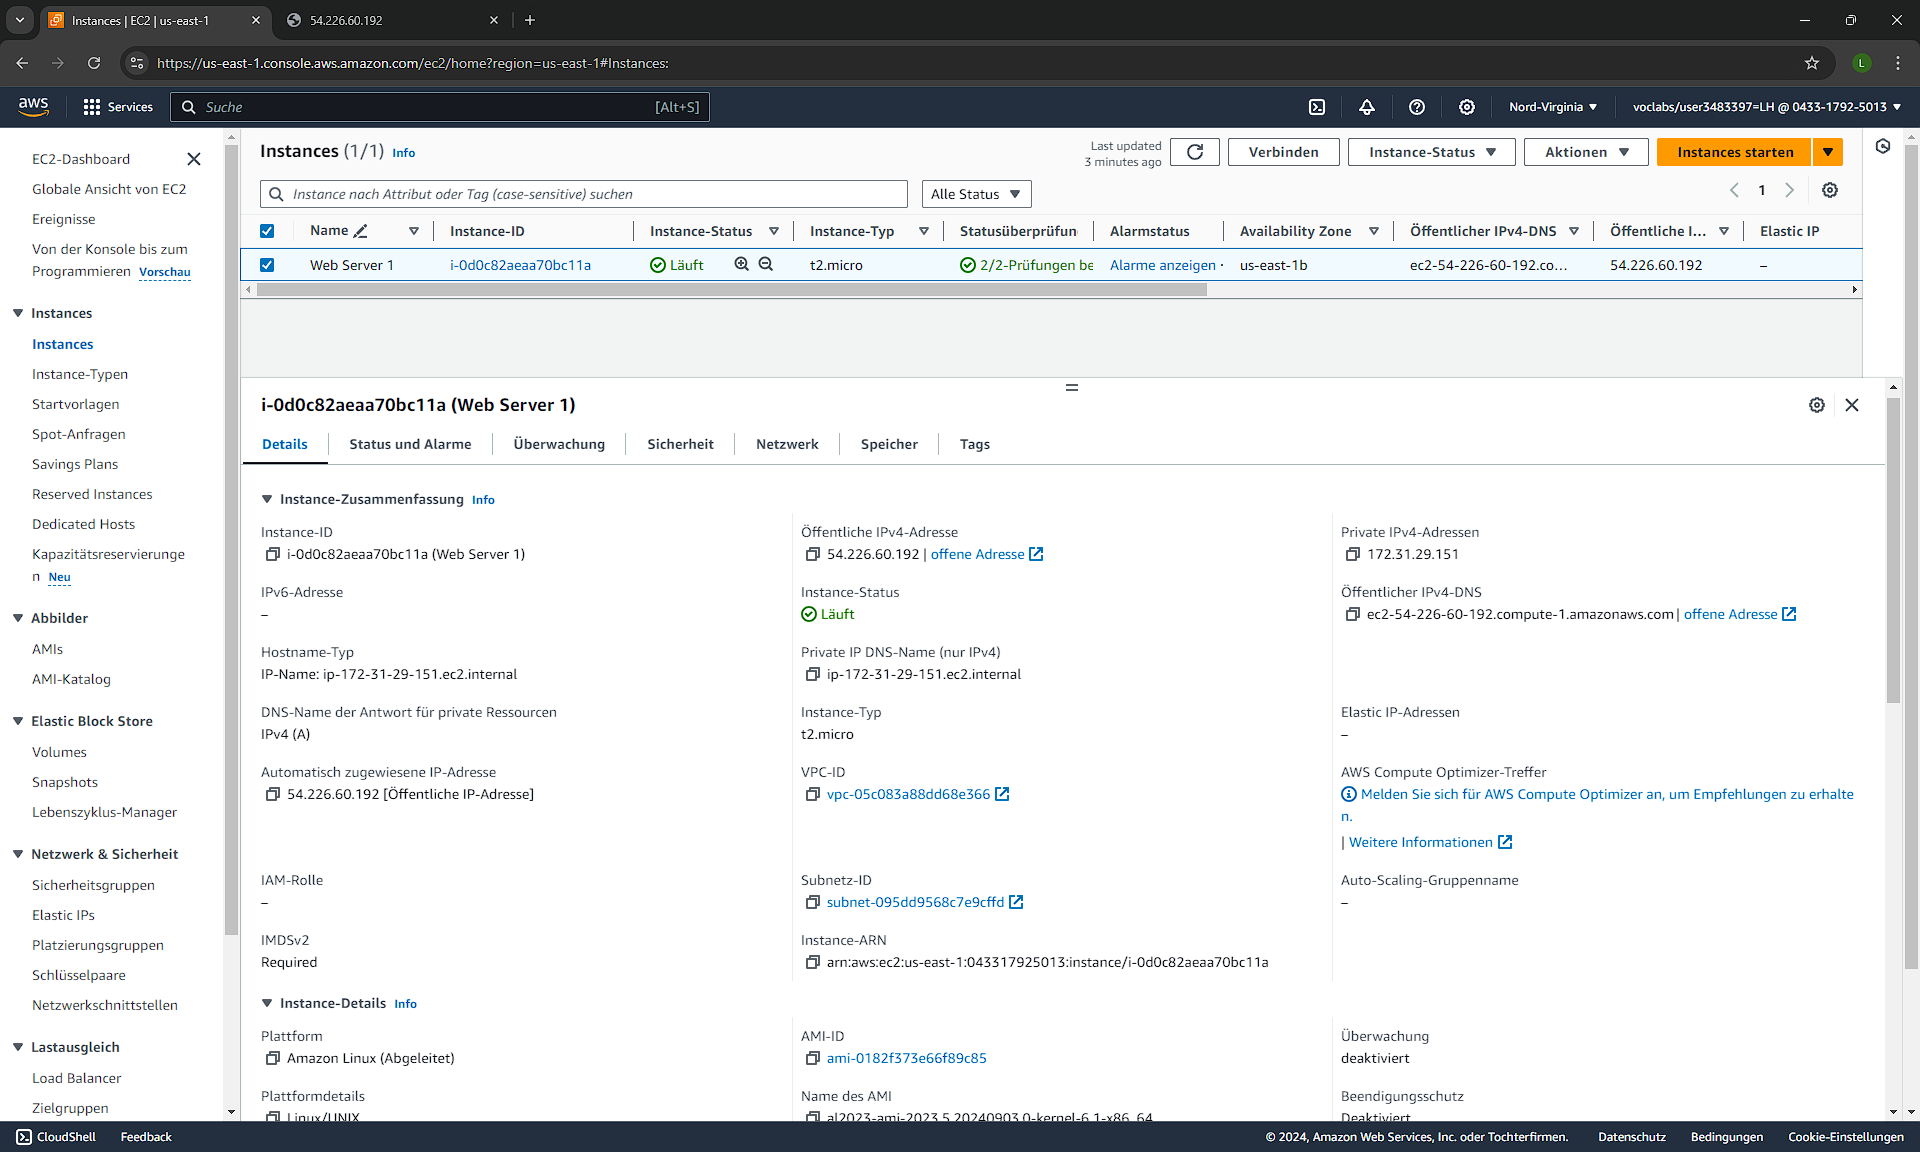 Instances | EC2 | us-east-1
54.226.60.192
https://us-east-1.console.aws.amazon.com/ec2/home?region=us-east-1#Instances:
L
aws
Services
Suche
[Alt+S]
Nord-Virginia
voclabs/user3483397=LH @ 0433-1792-5013
EC2-Dashboard
Globale Ansicht von EC2
Ereignisse
Von der Konsole bis zum
Programmieren Vorschau
Instances
Instances
Instance-Typen
Startvorlagen
Spot-Anfragen
Savings Plans
Reserved Instances
Dedicated Hosts
Kapazitätsreservierunge
n Neu
Abbilder
AMIs
AMI-Katalog
Elastic Block Store
Volumes
Snapshots
Lebenszyklus-Manager
Netzwerk & Sicherheit
Sicherheitsgruppen
Elastic IPs
Platzierungsgruppen
Schlüsselpaare
Netzwerkschnittstellen
Lastausgleich
Load Balancer
Zielgruppen
Instances (1/1) Info
Last updated
3 minutes ago
Verbinden
Instance-Status
Aktionen
Instances starten
Instance nach Attribut oder Tag (case-sensitive) suchen
Alle Status
1
Name Instance-ID Instance-Status Instance-Typ Statusüberprüfun Alarmstatus Availability Zone Öffentlicher IPv4-DNS Öffentliche I... Elastic IP
Web Server 1 i-0d0c82aeaa70bc11a Läuft t2.micro 2/2-Prüfungen be Alarme anzeigen us-east-1b ec2-54-226-60-192.co... 54.226.60.192 –
i-0d0c82aeaa70bc11a (Web Server 1)
Details
Status und Alarme
Überwachung
Sicherheit
Netzwerk
Speicher
Tags
Instance-Zusammenfassung Info
Instance-ID
i-0d0c82aeaa70bc11a (Web Server 1)
Öffentliche IPv4-Adresse
54.226.60.192 | offene Adresse
Private IPv4-Adressen
172.31.29.151
IPv6-Adresse
–
Instance-Status
Läuft
Öffentlicher IPv4-DNS
ec2-54-226-60-192.compute-1.amazonaws.com | offene Adresse
Hostname-Typ
IP-Name: ip-172-31-29-151.ec2.internal
Private IP DNS-Name (nur IPv4)
ip-172-31-29-151.ec2.internal
DNS-Name der Antwort für private Ressourcen
IPv4 (A)
Instance-Typ
t2.micro
Elastic IP-Adressen
–
Automatisch zugewiesene IP-Adresse
54.226.60.192 [Öffentliche IP-Adresse]
VPC-ID
vpc-05c083a88dd68e366
AWS Compute Optimizer-Treffer
Melden Sie sich für AWS Compute Optimizer an, um Empfehlungen zu erhalte
n.
| Weitere Informationen
IAM-Rolle
–
Subnetz-ID
subnet-095dd9568c7e9cffd
Auto-Scaling-Gruppenname
–
IMDSv2
Required
Instance-ARN
arn:aws:ec2:us-east-1:043317925013:instance/i-0d0c82aeaa70bc11a
Instance-Details Info
Plattform
Amazon Linux (Abgeleitet)
AMI-ID
ami-0182f373e66f89c85
Überwachung
deaktiviert
Plattformdetails
Linux/UNIX
Name des AMI
al2023-ami-2023.5.20240903.0-kernel-6.1-x86_64
Beendigungsschutz
Deaktiviert
CloudShell
Feedback
© 2024, Amazon Web Services, Inc. oder Tochterfirmen.
Datenschutz
Bedingungen
Cookie-Einstellungen